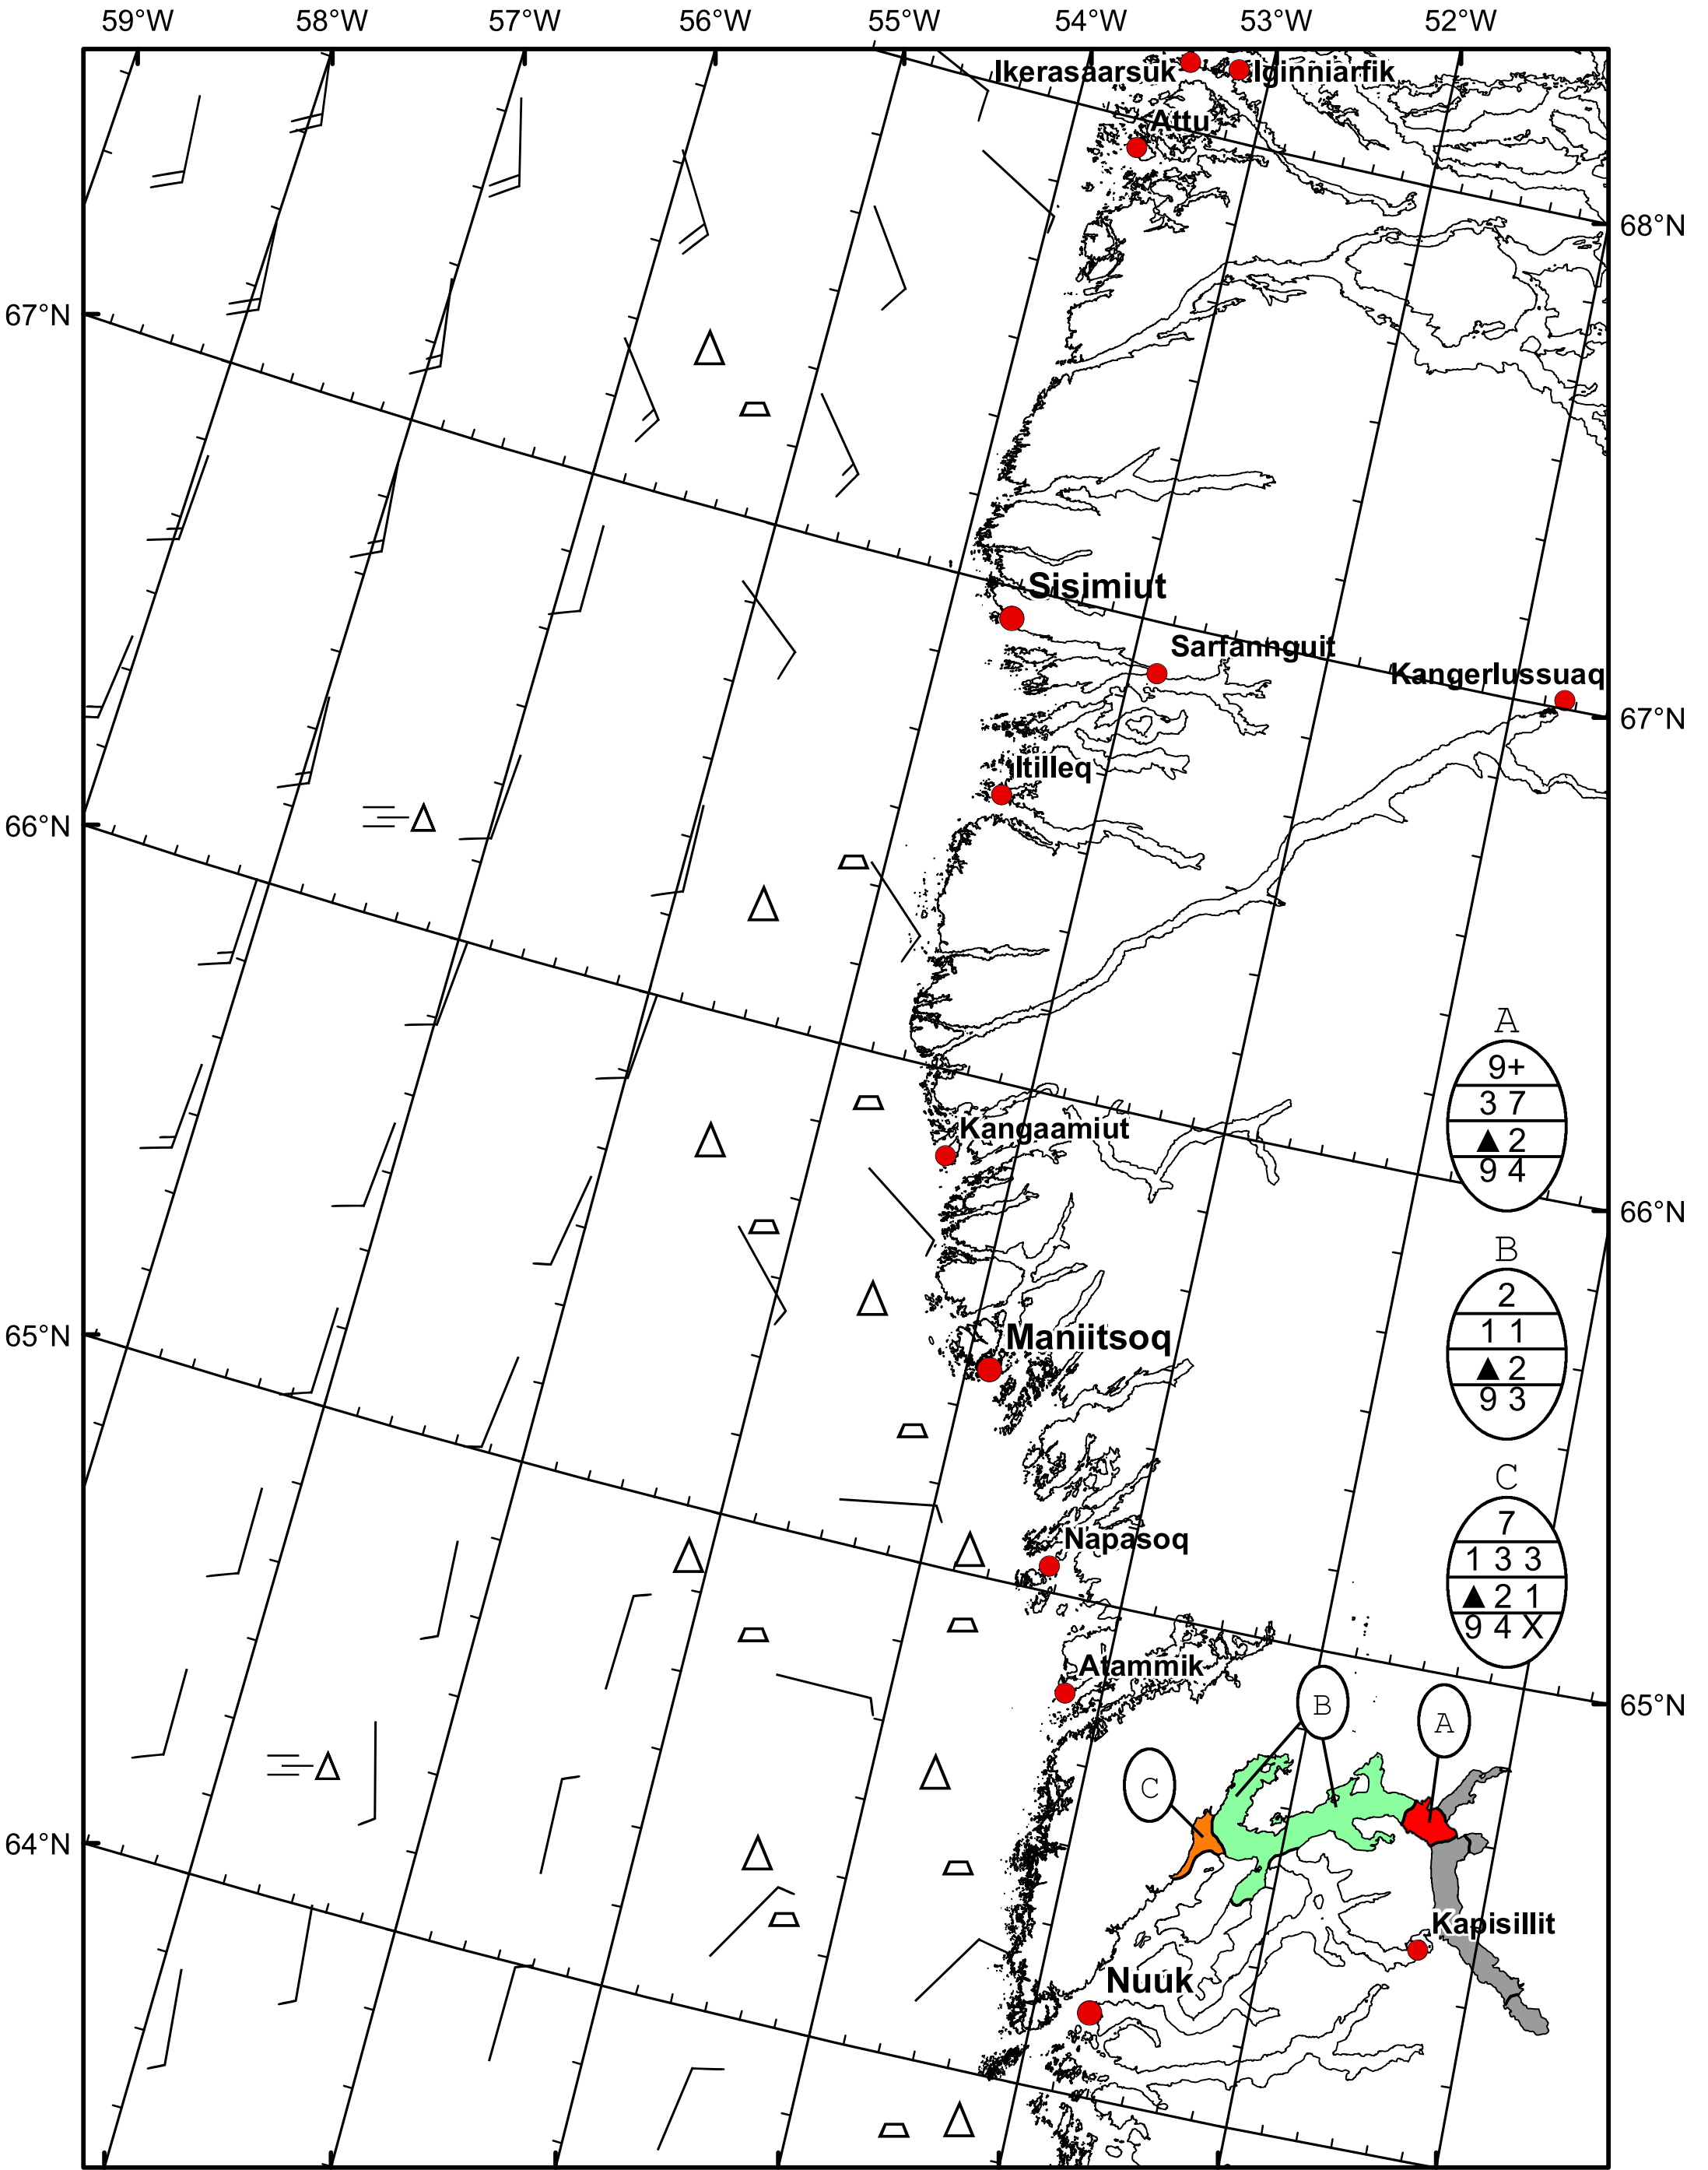 59°W 58°W 57°W 56°W 55°W 54°W 53°W 52°W
Ikerasaarsuk Iginniarfik
Attu
68°N
67°N
Sisimiut
Sarfannguit
Kangerlussuaq
67°N
Itilleq
66°N
A
9+
3 7
▲ 2
9 4
Kangaamiut
66°N
B
2
1 1
▲ 2
9 3
65°N
Maniitsoq
C
7
1 3 3
▲ 2 1
9 4 X
Napasoq
Atammik
65°N
B
A
C
64°N
Kapisillit
Nuuk